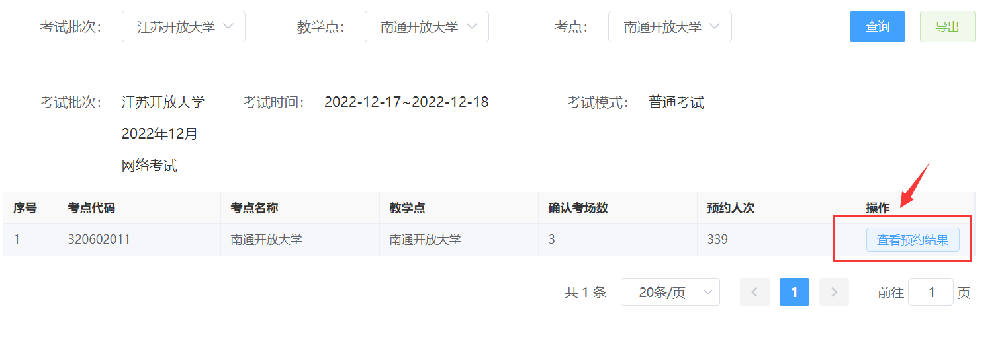 考试批次： 江苏开放大学 教学点： 南通开放大学 考点： 南通开放大学 查询 导出
考试批次： 江苏开放大学 考试时间： 2022-12-17~2022-12-18 考试模式： 普通考试
2022年12月
网络考试
序号 考点代码 考点名称 教学点 确认考场数 预约人次 操作
1 320602011 南通开放大学 南通开放大学 3 339 查看预约结果
共 1 条 20条/页 1 前往 1 页